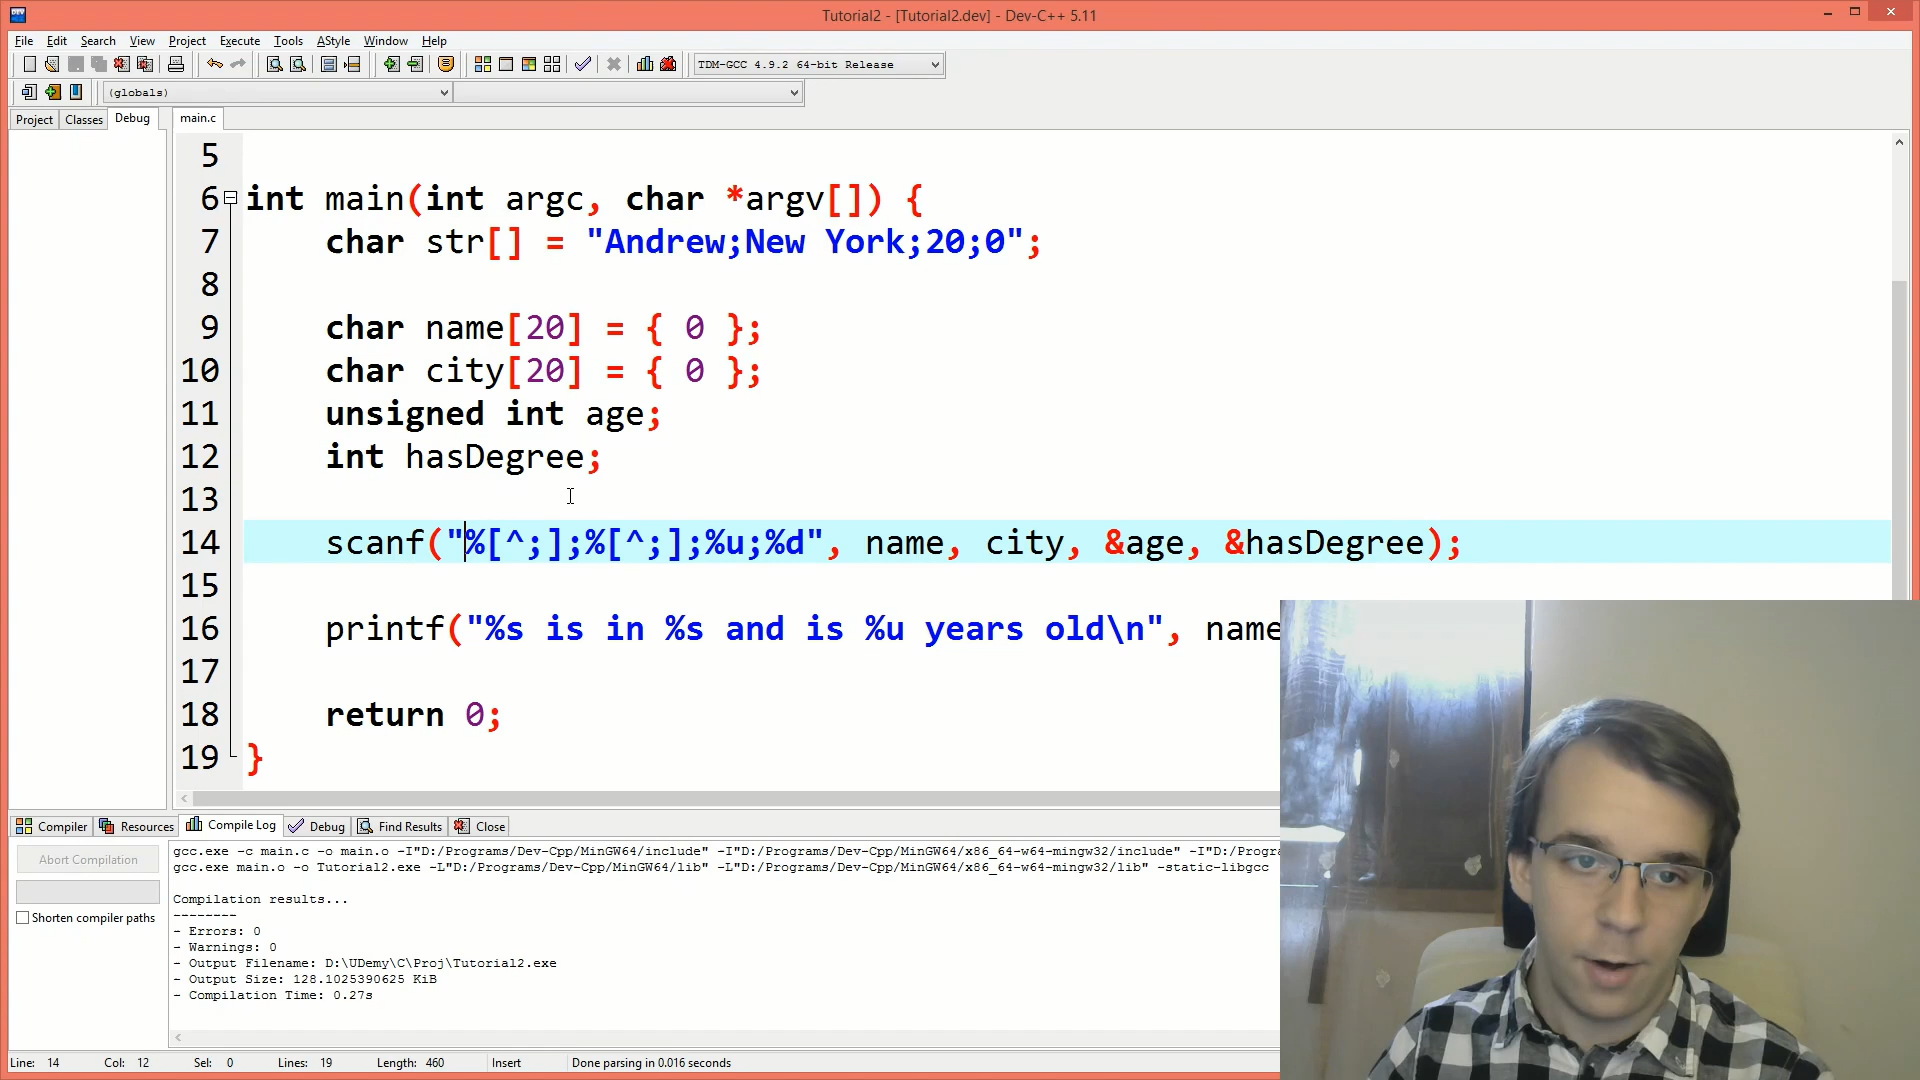 Tutorial2 - [Tutorial2.dev] - Dev-C++ 5.11
File Edit Search View Project Execute Tools AStyle Window Help
TDM-GCC 4.9.2 64-bit Release
(globals)
Project Classes Debug
main.c
5
6 int main(int argc, char *argv[]) {
7 char str[] = "Andrew;New York;20;0";
8
9 char name[20] = { 0 };
10 char city[20] = { 0 };
11 unsigned int age;
12 int hasDegree;
13
14 scanf("%[^;];%[^;];%u;%d", name, city, &age, &hasDegree);
15
16 printf("%s is in %s and is %u years old\n", name
17
18 return 0;
19 }
Compiler Resources Compile Log Debug Find Results Close
Abort Compilation
Shorten compiler paths
gcc.exe -c main.c -o main.o -I"D:/Programs/Dev-Cpp/MinGW64/include" -I"D:/Programs/Dev-Cpp/MinGW64/x86_64-w64-mingw32/include" -I"D:/Progra
gcc.exe main.o -o Tutorial2.exe -L"D:/Programs/Dev-Cpp/MinGW64/lib" -L"D:/Programs/Dev-Cpp/MinGW64/x86_64-w64-mingw32/lib" -static-libgcc
Compilation results...
--------
- Errors: 0
- Warnings: 0
- Output Filename: D:\UDemy\C\Proj\Tutorial2.exe
- Output Size: 128.1025390625 KiB
- Compilation Time: 0.27s
Line: 14 Col: 12 Sel: 0 Lines: 19 Length: 460 Insert Done parsing in 0.016 seconds